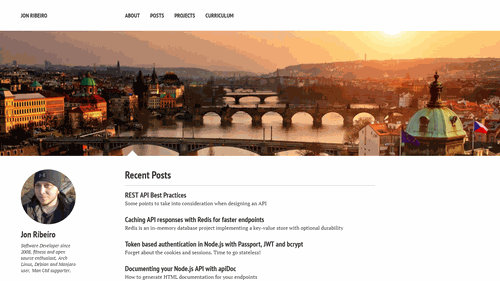 JON RIBEIRO
ABOUT POSTS PROJECTS CURRICULUM
Recent Posts
REST API Best Practices
Some points to take into consideration when designing an API
Caching API responses with Redis for faster endpoints
Redis is an in-memory database project implementing a key-value store with optional durability
Token based authentication in Node.js with Passport, JWT and bcrypt
Forget about the cookies and sessions. Time to go stateless!
Documenting your Node.js API with apiDoc
How to generate HTML documentation for your endpoints
Jon Ribeiro
Software Developer since
2008, fitness and open
source enthusiast, Arch
Linux, Debian and Manjaro
user, Man Utd supporter.